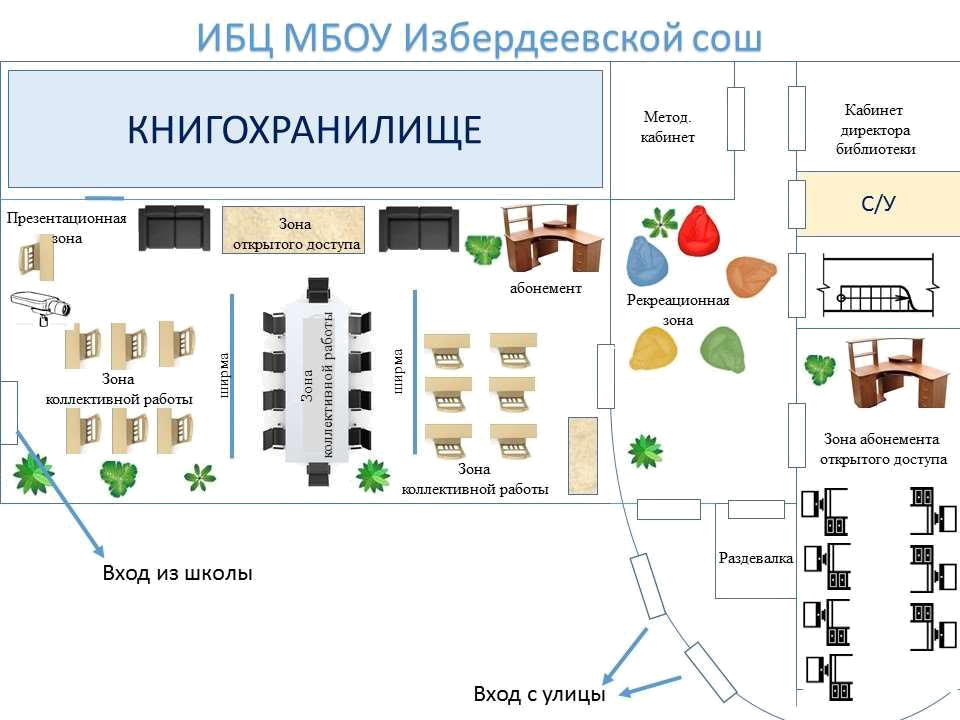 ИБЦ МБОУ Избердеевской сош
КНИГОХРАНИЛИЩЕ
Метод.
кабинет
Кабинет
директора
библиотеки
С/У
Презентационная
зона
Зона
открытого доступа
абонемент
Рекреационная
зона
ширма
Зона
коллективной работы
ширма
Зона
коллективной работы
Зона
коллективной работы
Зона абонемента
открытого доступа
Раздевалка
Вход из школы
Вход с улицы